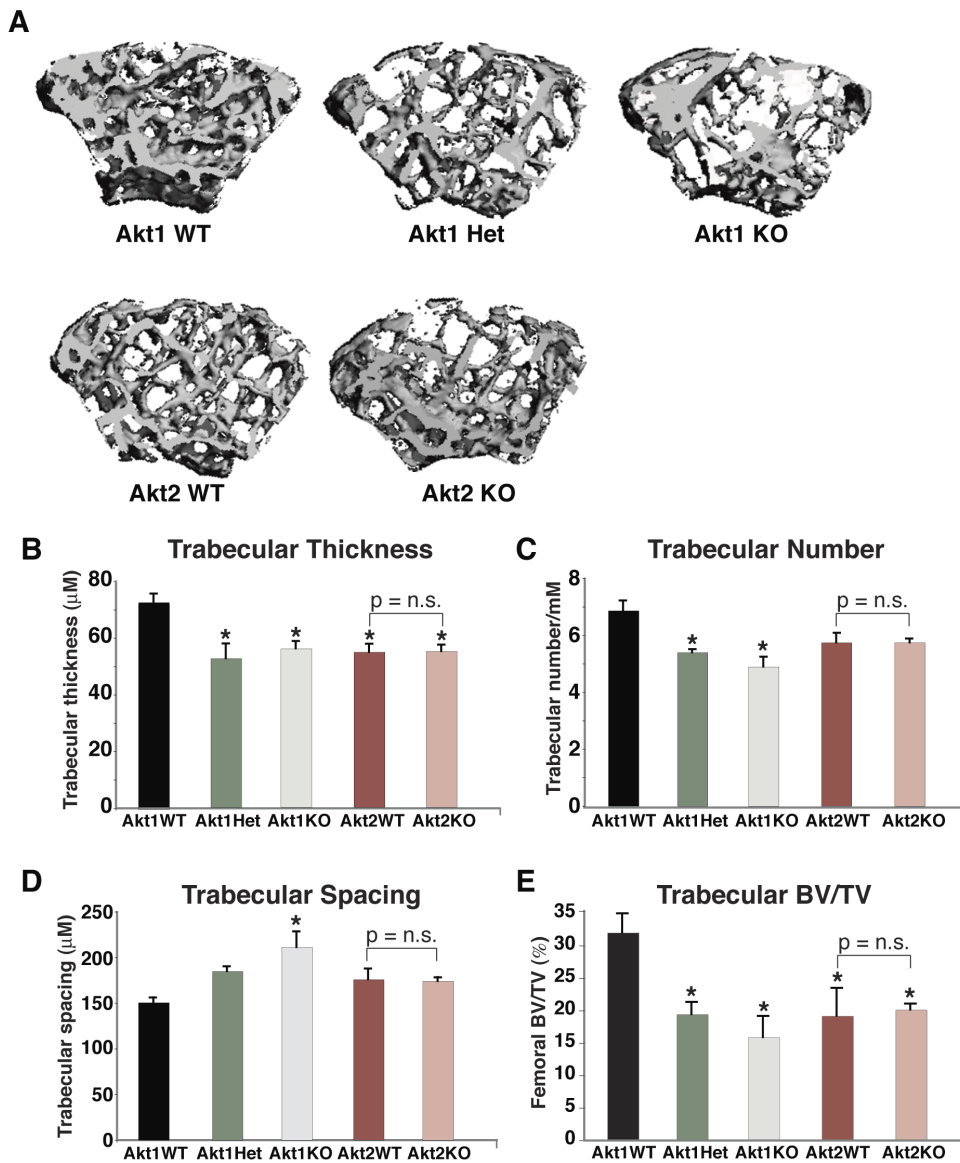 A
Akt1 WT
Akt1 Het
Akt1 KO
Akt2 WT
Akt2 KO
B
Trabecular Thickness
Trabecular thickness (μM)
80
60
40
20
0
*
*
*
*
p = n.s.
Akt1WT
Akt1Het
Akt1KO
Akt2WT
Akt2KO
C
Trabecular Number
Trabecular number/mM
8
6
4
2
0
*
*
p = n.s.
Akt1WT
Akt1Het
Akt1KO
Akt2WT
Akt2KO
D
Trabecular Spacing
Trabecular spacing (μM)
250
200
150
100
50
0
*
p = n.s.
Akt1WT
Akt1Het
Akt1KO
Akt2WT
Akt2KO
E
Trabecular BV/TV
Femoral BV/TV (%)
35
30
25
20
15
10
5
0
*
*
*
*
p = n.s.
Akt1WT
Akt1Het
Akt1KO
Akt2WT
Akt2KO